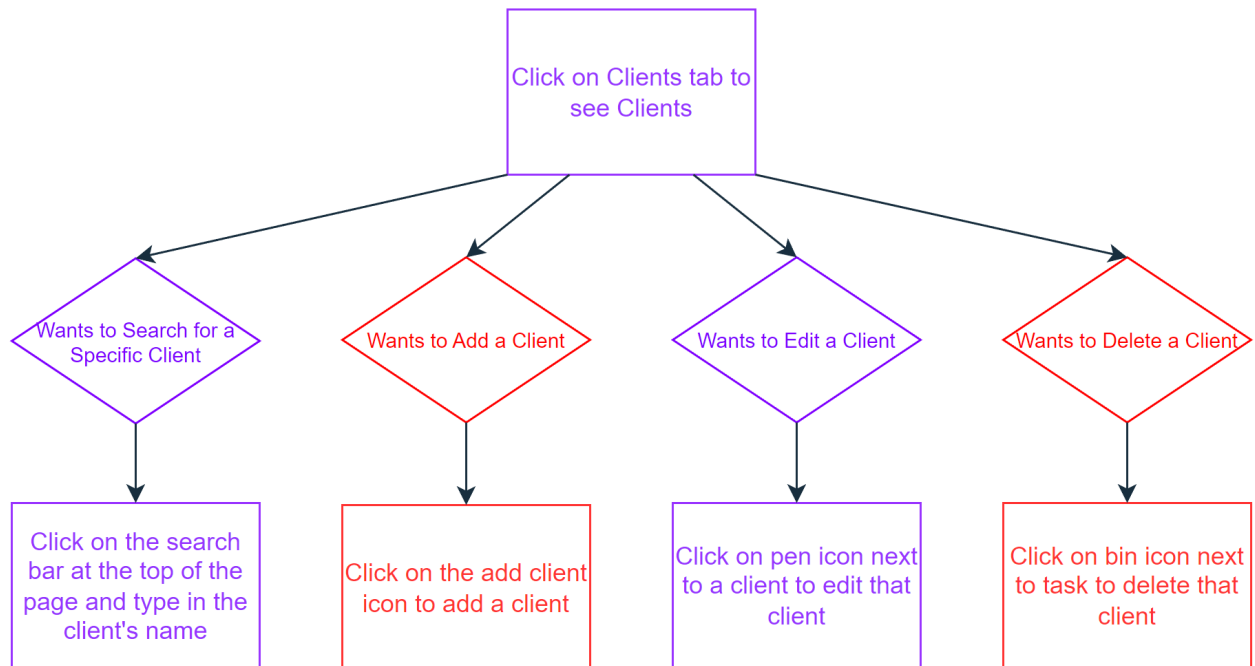 Click on Clients tab to
see Clients
Wants to Search for a
Specific Client
Wants to Add a Client
Wants to Edit a Client
Wants to Delete a Client
Click on the search
bar at the top of the
page and type in the
client's name
Click on the add client
icon to add a client
Click on pen icon next
to a client to edit that
client
Click on bin icon next
to task to delete that
client